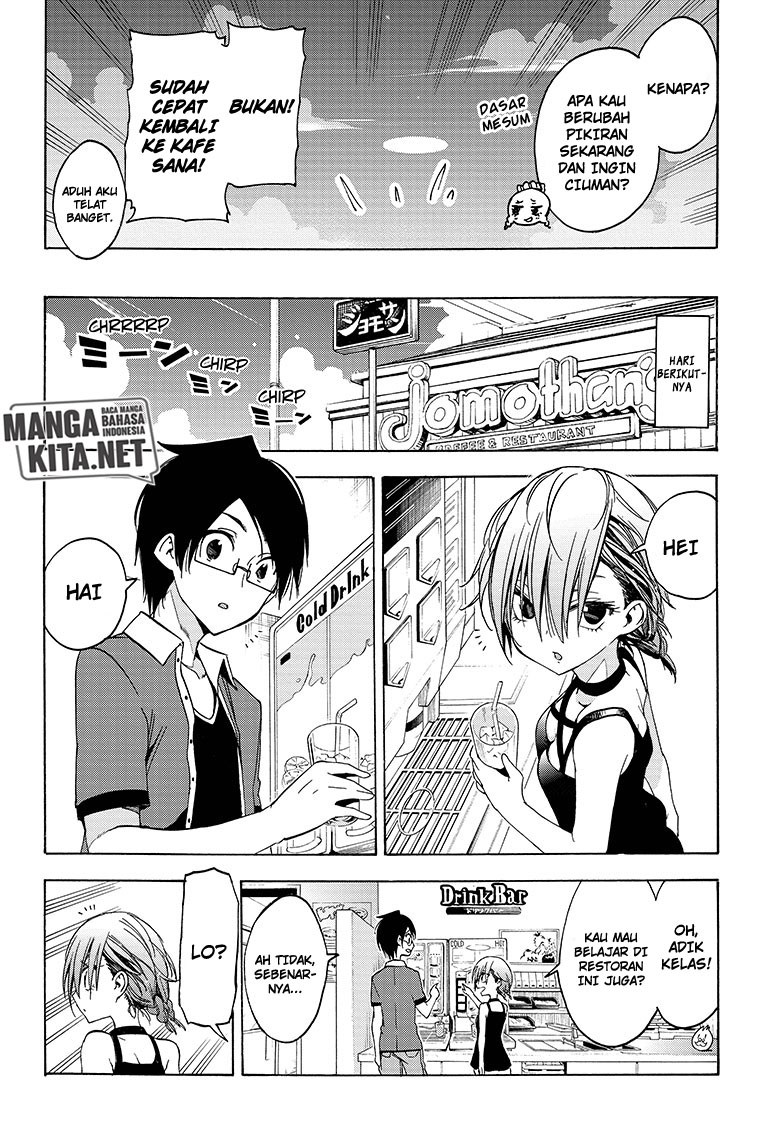 KENAPA?
APA KAU
BERUBAH
PIKIRAN
SEKARANG
DAN INGIN
CIUMAN?
DASAR
MESUM
BUKAN!
SUDAH
CEPAT
KEMBALI
KE KAFE
SANA!
ADUH AKU
TELAT
BANGET.
HARI
BERIKUT-
NYA
ジョモサン
jomothan's
COFFEE & RESTAURANT
CHRRRRP
ミーン
CHIRP
ミーン
CHIRP
ミーン
MANGA
KITA.NET
BACA MANGA
BAHASA
INDONESIA
HEI
HAI
Cold Drink
OH,
ADIK
KELAS!
KAU MAU
BELAJAR DI
RESTORAN
INI JUGA?
Drink Bar
ドリンクバー
COLD
HOT
AH TIDAK,
SEBENAR-
NYA...
LO?